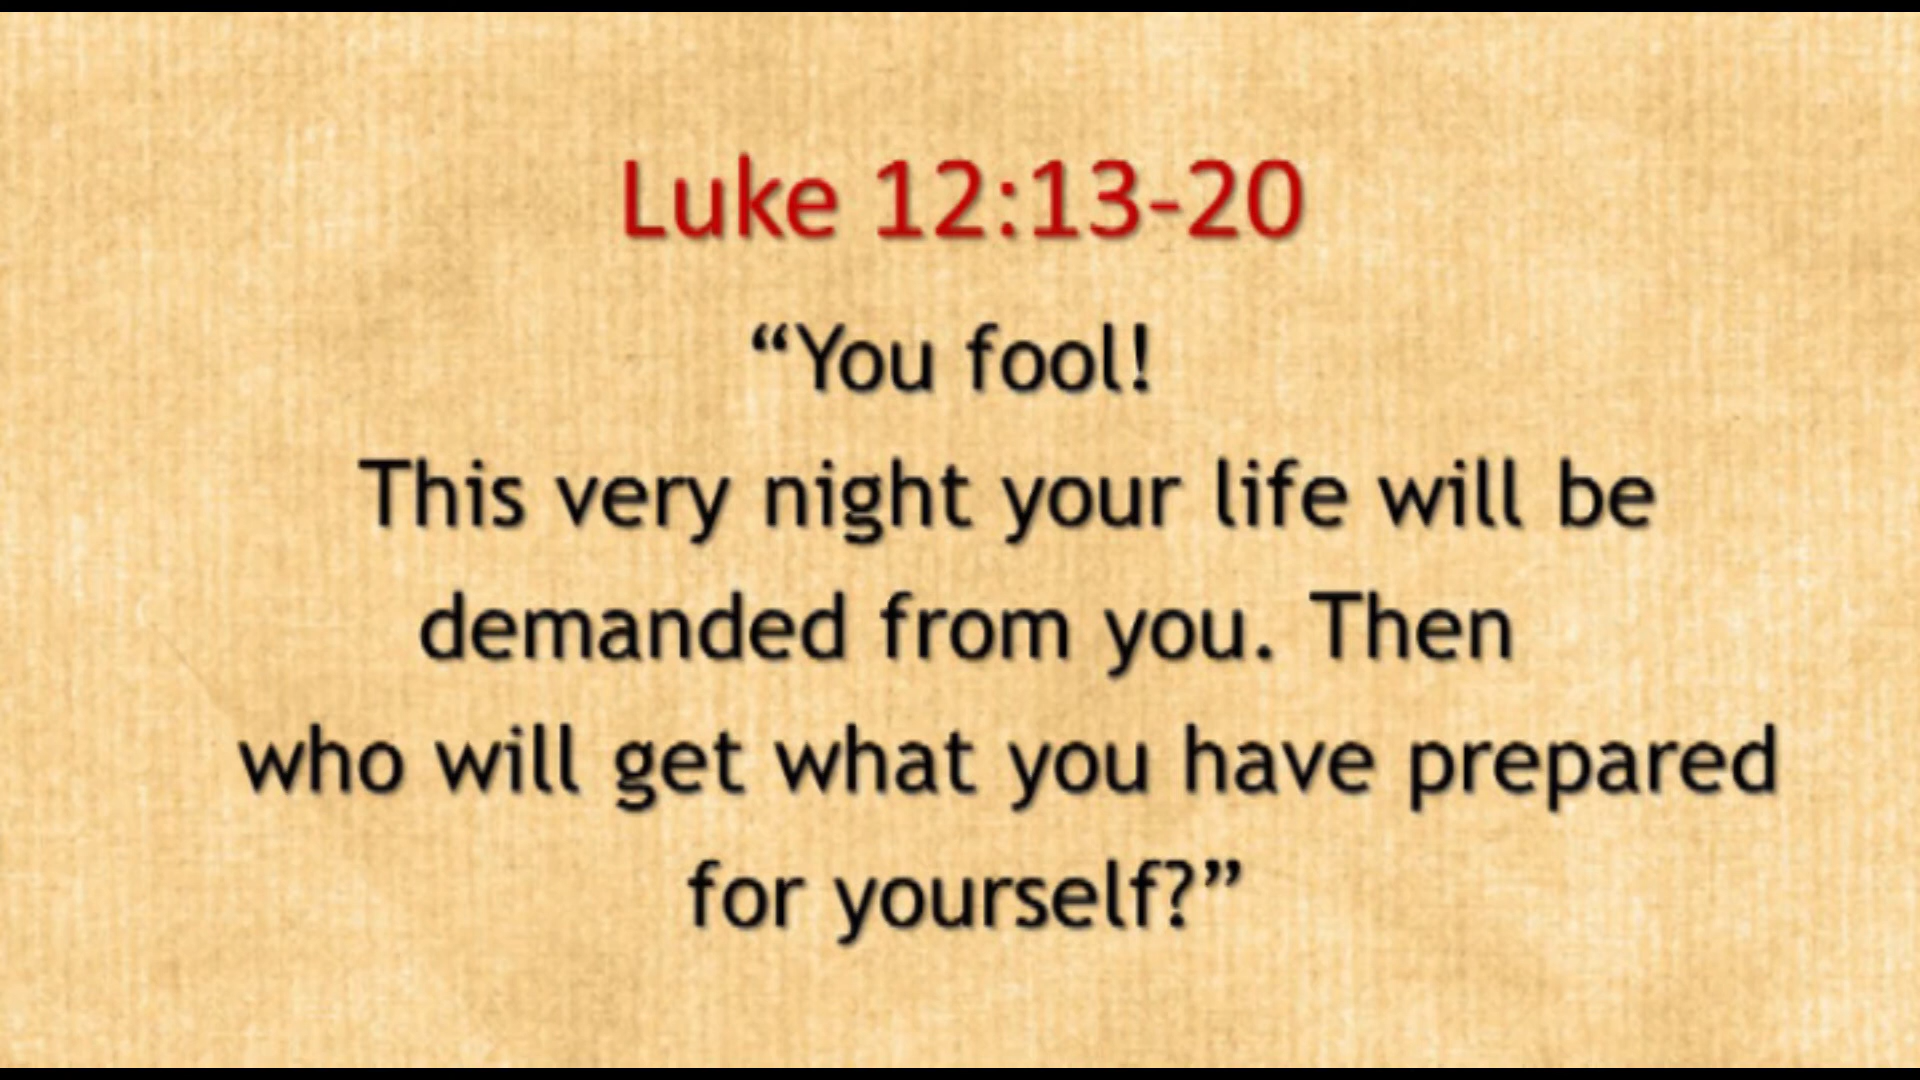 Luke 12:13-20
“You fool!
This very night your life will be
demanded from you. Then
who will get what you have prepared
for yourself?”